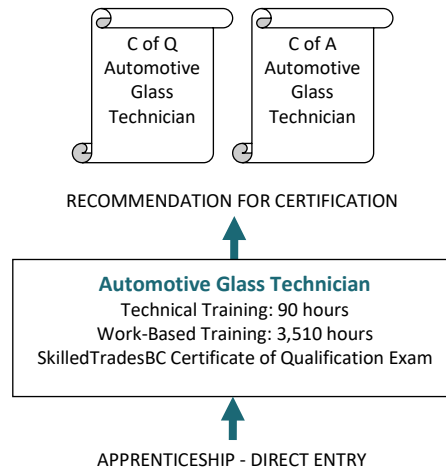 C of Q
Automotive
Glass
Technician
C of A
Automotive
Glass
Technician
RECOMMENDATION FOR CERTIFICATION
Automotive Glass Technician
Technical Training: 90 hours
Work-Based Training: 3,510 hours
SkilledTradesBC Certificate of Qualification Exam
APPRENTICESHIP - DIRECT ENTRY